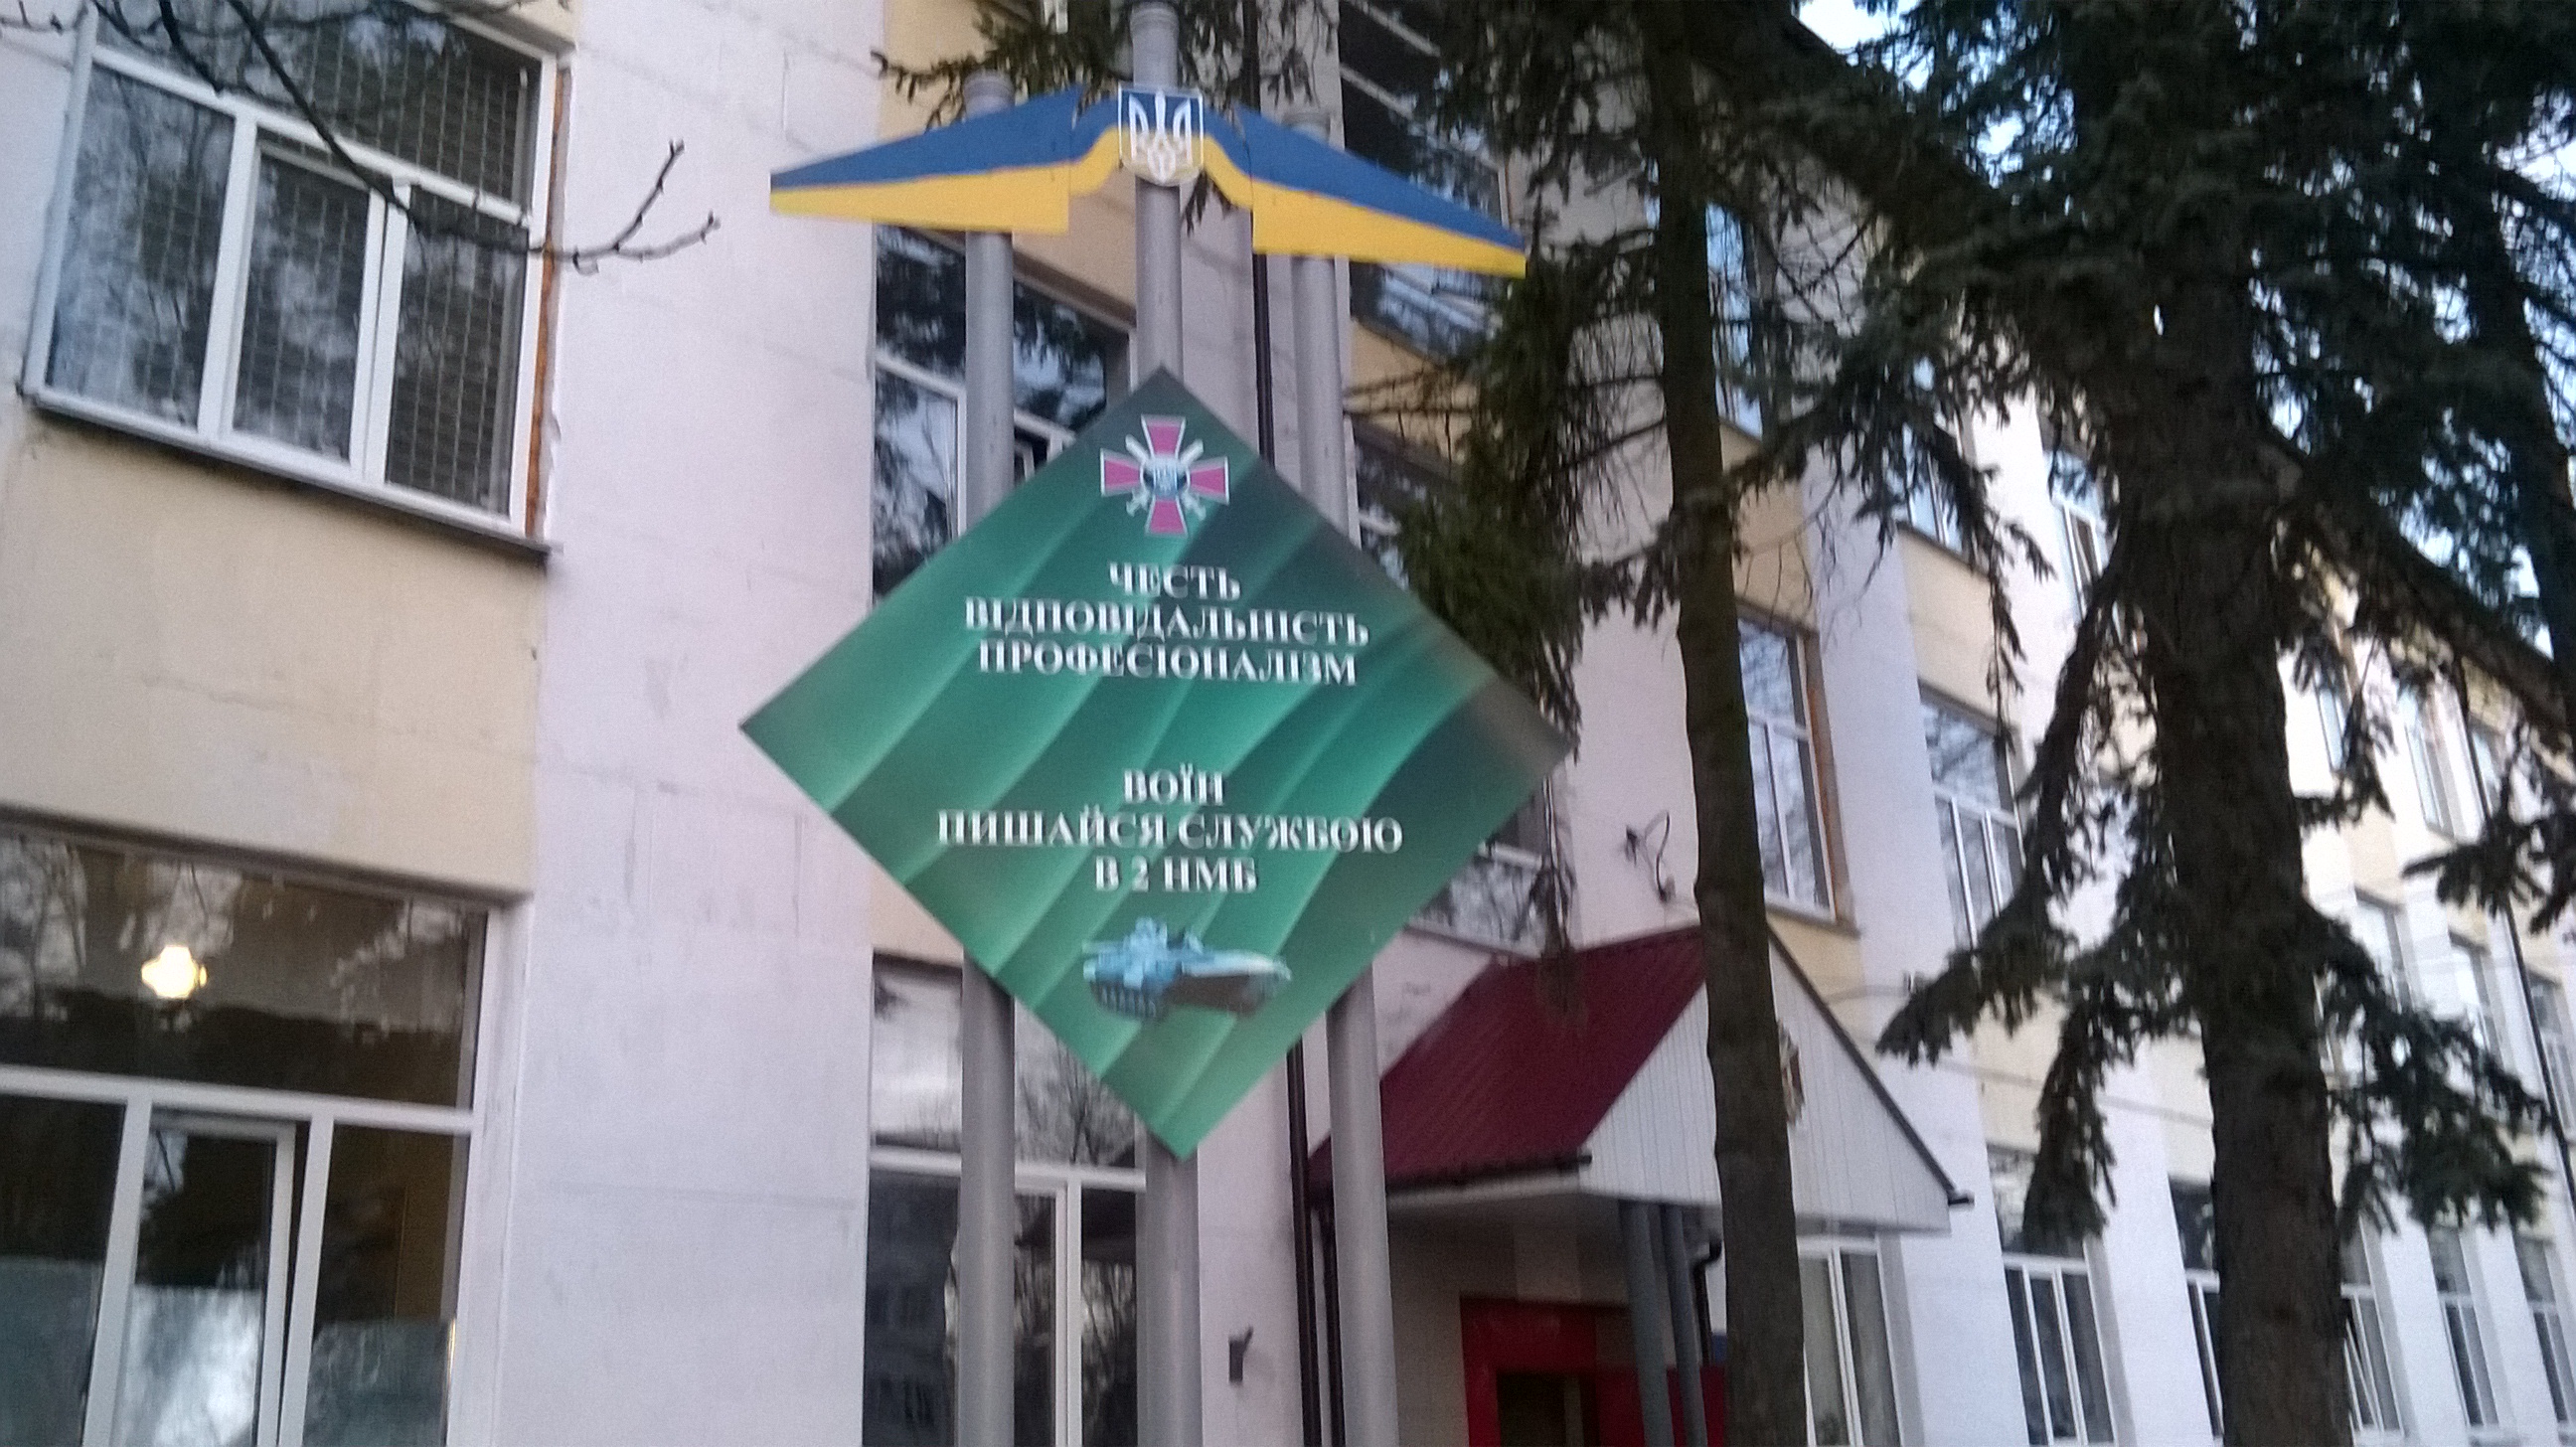 ЧЕСТЬ
ВІДПОВІДАЛЬНІСТЬ
ПРОФЕСІОНАЛІЗМ
ВОЇН
ПИШАЙСЯ СЛУЖБОЮ
В 2 НМБ